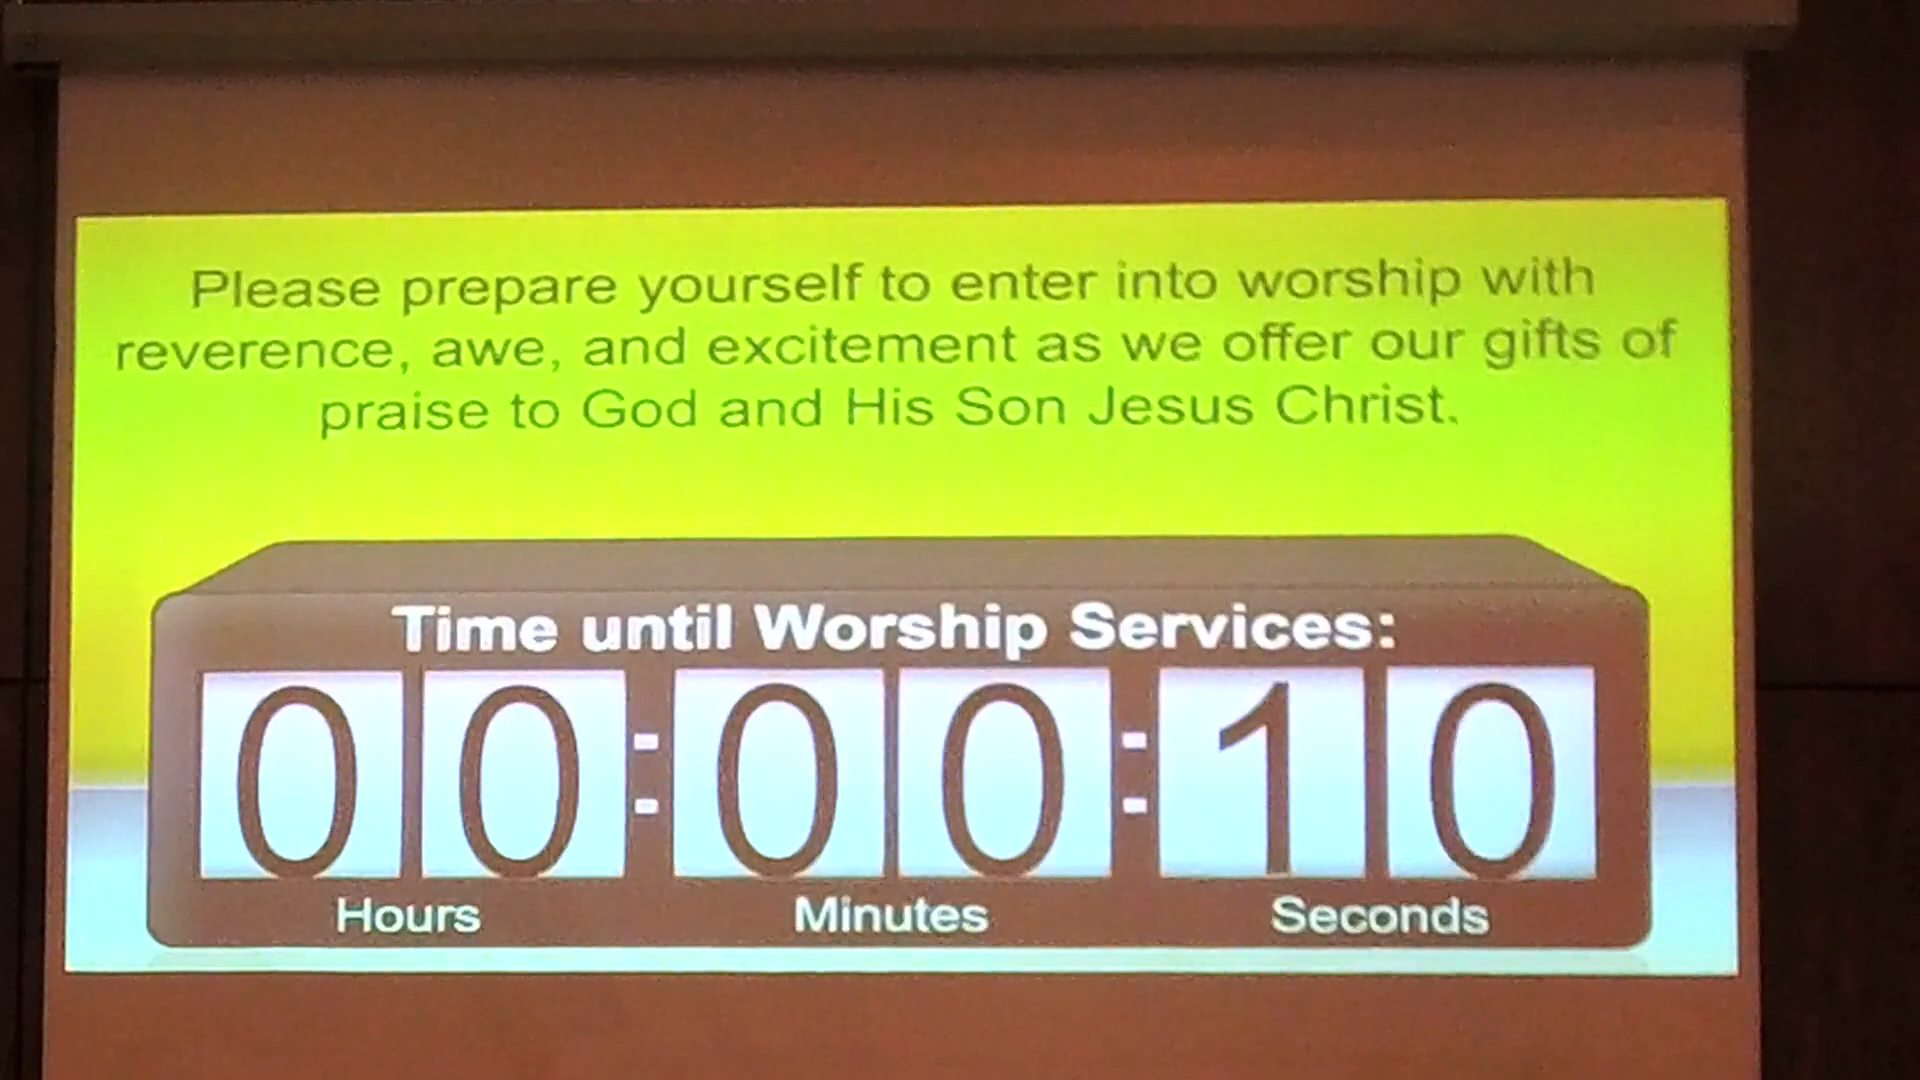 Please prepare yourself to enter into worship with
reverence, awe, and excitement as we offer our gifts of
praise to God and His Son Jesus Christ.
Time until Worship Services:
00:00:10
Hours Minutes Seconds